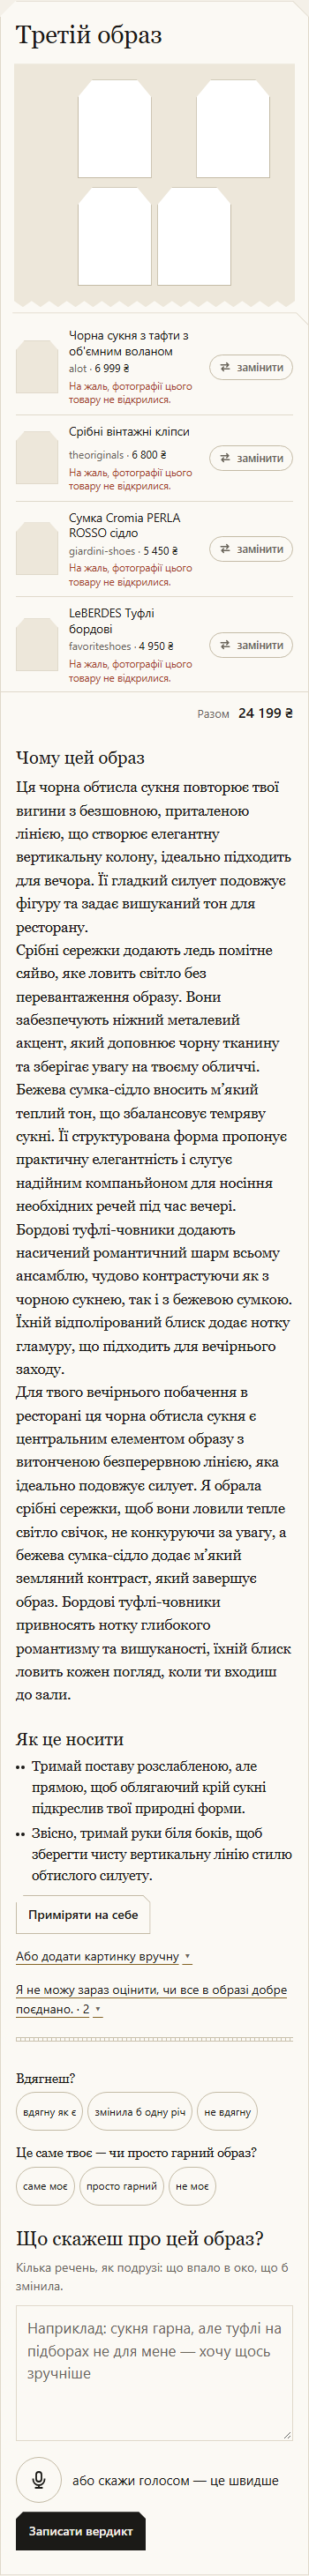 Третій образ
Чорна сукня з тафти з
об'ємним воланом
alot · 6 999 ₴
На жаль, фотографії цього
товару не відкрилися.
замінити
Срібні вінтажні кліпси
theoriginals · 6 800 ₴
На жаль, фотографії цього
товару не відкрилися.
замінити
Сумка Cromia PERLA
ROSSO сідло
giardini-shoes · 5 450 ₴
На жаль, фотографії цього
товару не відкрилися.
замінити
LeBERDES Туфлі
бордові
favoriteshoes · 4 950 ₴
На жаль, фотографії цього
товару не відкрилися.
замінити
Разом 24 199 ₴
Чому цей образ
Ця чорна обтисла сукня повторює твої
вигини з безшовною, приталеною
лінією, що створює елегантну
вертикальну колону, ідеально підходить
для вечора. Її гладкий силует подовжує
фігуру та задає вишуканий тон для
ресторану.
Срібні сережки додають ледь помітне
сяйво, яке ловить світло без
перевантаження образу. Вони
забезпечують ніжний металевий
акцент, який доповнює чорну тканину
та зберігає увагу на твоєму обличчі.
Бежева сумка-сідло вносить м’який
теплий тон, що збалансовує темряву
сукні. Її структурована форма пропонує
практичну елегантність і слугує
надійним компаньйоном для носіння
необхідних речей під час вечері.
Бордові туфлі-човники додають
насичений романтичний шарм всьому
ансамблю, чудово контрастуючи як з
чорною сукнею, так і з бежевою сумкою.
Їхній відполірований блиск додає нотку
гламуру, що підходить для вечірнього
заходу.
Для твого вечірнього побачення в
ресторані ця чорна обтисла сукня є
центральним елементом образу з
витонченою безперервною лінією, яка
ідеально подовжує силует. Я обрала
срібні сережки, щоб вони ловили тепле
світло свічок, не конкуруючи за увагу, а
бежева сумка-сідло додає м’який
земляний контраст, який завершує
образ. Бордові туфлі-човники
привносять нотку глибокого
романтизму та вишуканості, їхній блиск
ловить кожен погляд, коли ти входиш
до зали.
Як це носити
Тримай поставу розслабленою, але
прямою, щоб облягаючий крій сукні
підкреслив твої природні форми.
Звісно, тримай руки біля боків, щоб
зберегти чисту вертикальну лінію стилю
обтислого силуету.
Приміряти на себе
Або додати картинку вручну
Я не можу зараз оцінити, чи все в образі добре
поєднано. · 2
Вдягнеш?
вдягну як є
змінила б одну річ
не вдягну
Це саме твоє — чи просто гарний образ?
саме моє
просто гарний
не моє
Що скажеш про цей образ?
Кілька речень, як подрузі: що впало в око, що б
змінила.
Наприклад: сукня гарна, але туфлі на
підборах не для мене — хочу щось
зручніше
або скажи голосом — це швидше
Записати вердикт